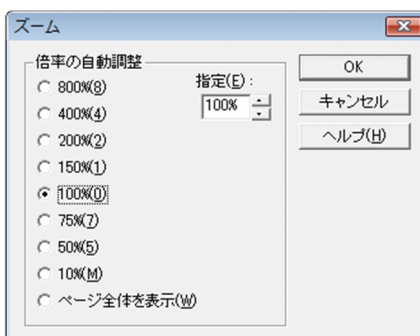 ズーム
倍率の自動調整
800%(8)
400%(4)
200%(2)
150%(1)
100%(0)
75%(7)
50%(5)
10%(M)
ページ全体を表示(W)
指定(E):
100%
OK
キャンセル
ヘルプ(H)